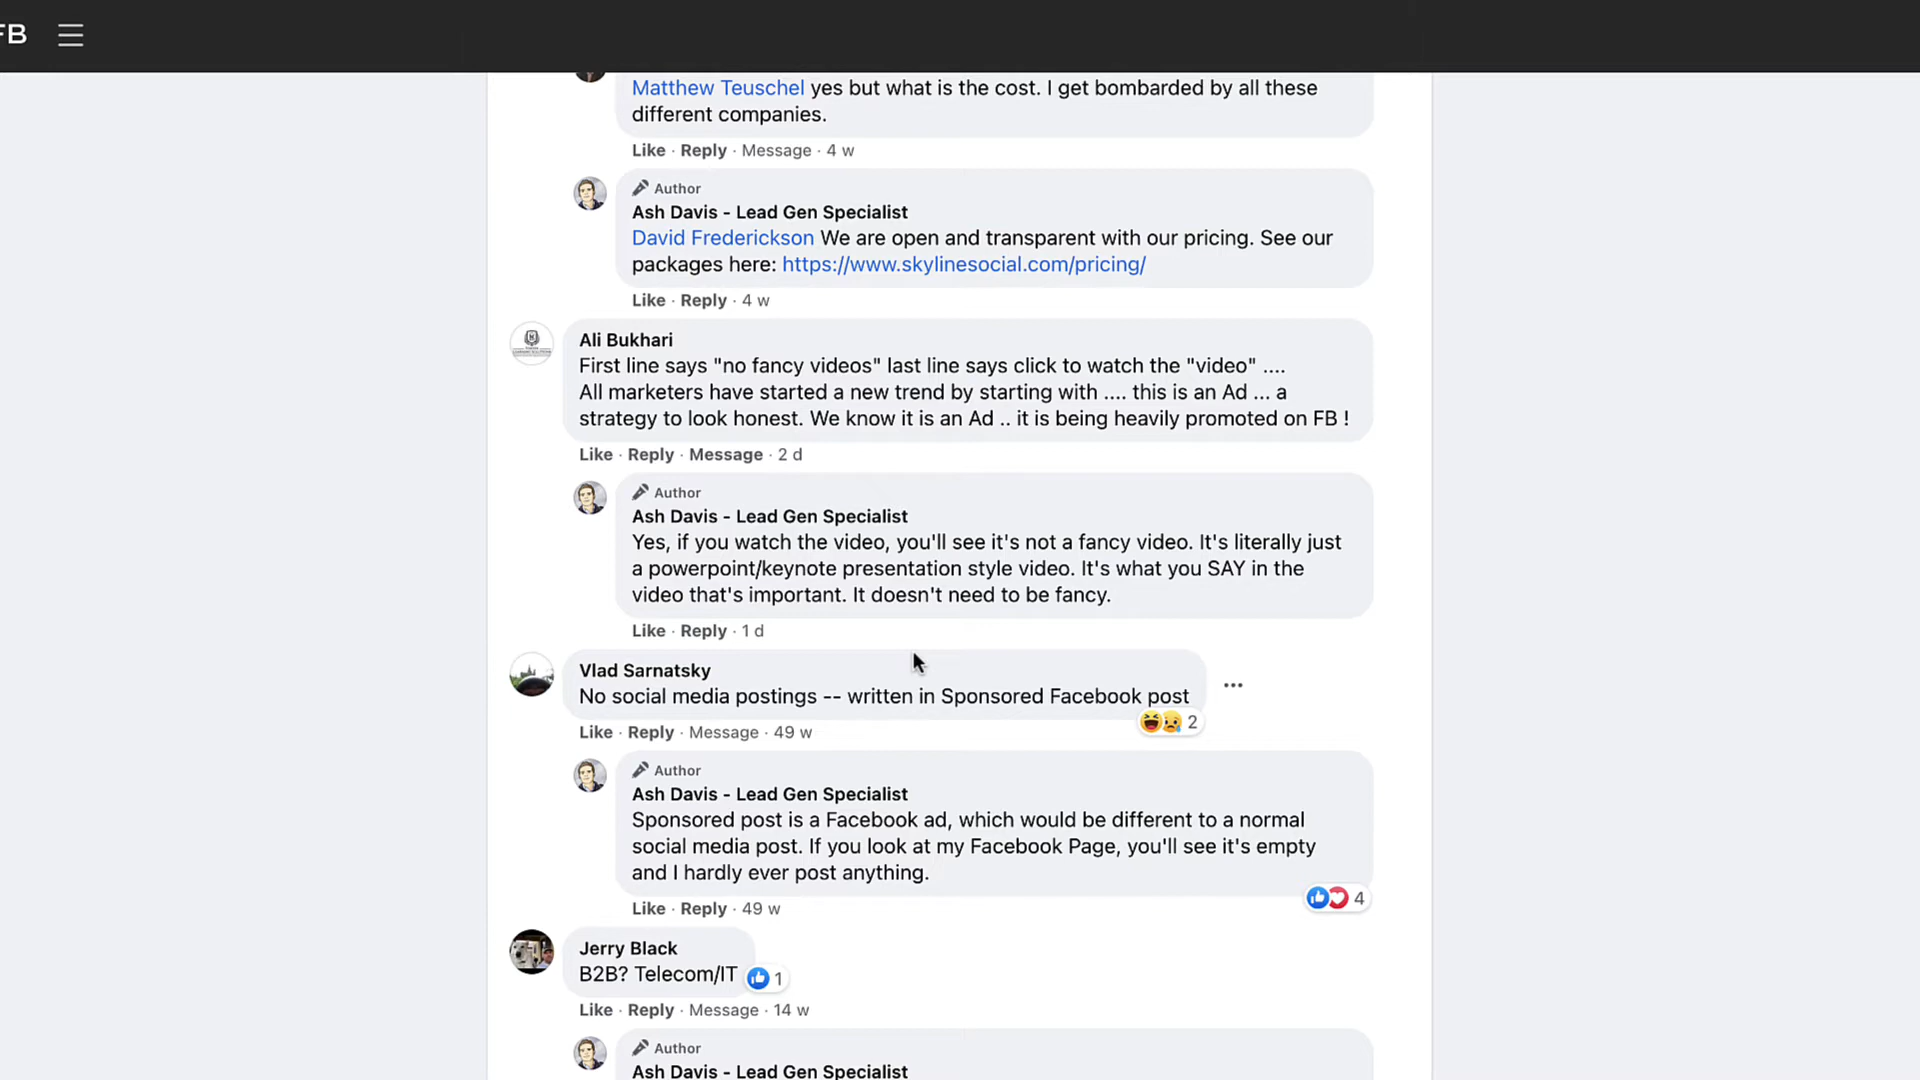 FB
Matthew Teuschel yes but what is the cost. I get bombarded by all these
different companies.
Like · Reply · Message · 4 w
Author
Ash Davis - Lead Gen Specialist
David Frederickson We are open and transparent with our pricing. See our
packages here: https://www.skylinesocial.com/pricing/
Like · Reply · 4 w
Ali Bukhari
First line says "no fancy videos" last line says click to watch the "video" ....
All marketers have started a new trend by starting with .... this is an Ad ... a
strategy to look honest. We know it is an Ad .. it is being heavily promoted on FB !
Like · Reply · Message · 2 d
Author
Ash Davis - Lead Gen Specialist
Yes, if you watch the video, you'll see it's not a fancy video. It's literally just
a powerpoint/keynote presentation style video. It's what you SAY in the
video that's important. It doesn't need to be fancy.
Like · Reply · 1 d
Vlad Sarnatsky
No social media postings -- written in Sponsored Facebook post
2
Like · Reply · Message · 49 w
Author
Ash Davis - Lead Gen Specialist
Sponsored post is a Facebook ad, which would be different to a normal
social media post. If you look at my Facebook Page, you'll see it's empty
and I hardly ever post anything.
4
Like · Reply · 49 w
Jerry Black
B2B? Telecom/IT
1
Like · Reply · Message · 14 w
Author
Ash Davis - Lead Gen Specialist